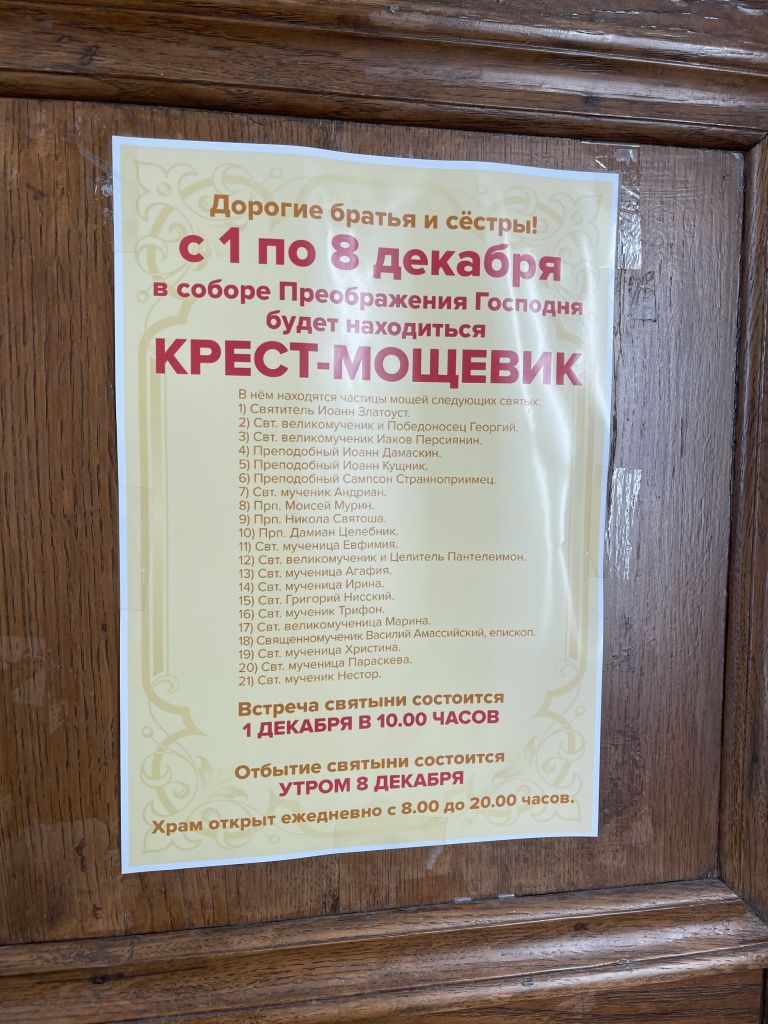 Дорогие братья и сёстры!
с 1 по 8 декабря
в соборе Преображения Господня
будет находиться
КРЕСТ-МОЩЕВИК
В нём находятся частицы мощей следующих святых:
1) Святитель Иоанн Златоуст.
2) Свт. великомученик и Победоносец Георгий.
3) Свт. великомученик Иаков Персиянин.
4) Преподобный Иоанн Дамаскин.
5) Преподобный Иоанн Кущник.
6) Преподобный Сампсон Странноприимец.
7) Свт. мученик Андриан.
8) Прп. Моисей Мурин.
9) Прп. Никола Святоша.
10) Прп. Дамиан Целебник.
11) Свт. мученица Евфимия.
12) Свт. великомученик и Целитель Пантелеимон.
13) Свт. мученица Агафия.
14) Свт. мученица Ирина.
15) Свт. Григорий Нисский.
16) Свт. мученик Трифон.
17) Свт. великомученица Марина.
18) Священномученик Василий Амассийский, епископ.
19) Свт. мученица Христина.
20) Свт. мученица Параскева.
21) Свт. мученик Нестор.
Встреча святыни состоится
1 ДЕКАБРЯ В 10.00 ЧАСОВ
Отбытие святыни состоится
УТРОМ 8 ДЕКАБРЯ
Храм открыт ежедневно с 8.00 до 20.00 часов.